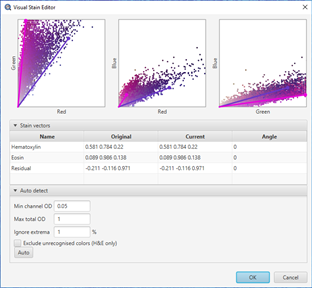 Visual Stain Editor
Green
Red
Blue
Red
Blue
Green
Stain vectors
Name Original Current Angle
Hematoxylin 0.581 0.784 0.22 0.581 0.784 0.22 0
Eosin 0.089 0.986 0.138 0.089 0.986 0.138 0
Residual -0.211 -0.116 0.971 -0.211 -0.116 0.971 0
Auto detect
Min channel OD 0.05
Max total OD 1
Ignore extrema 1 %
Exclude unrecognised colors (H&E only)
Auto
OK Cancel